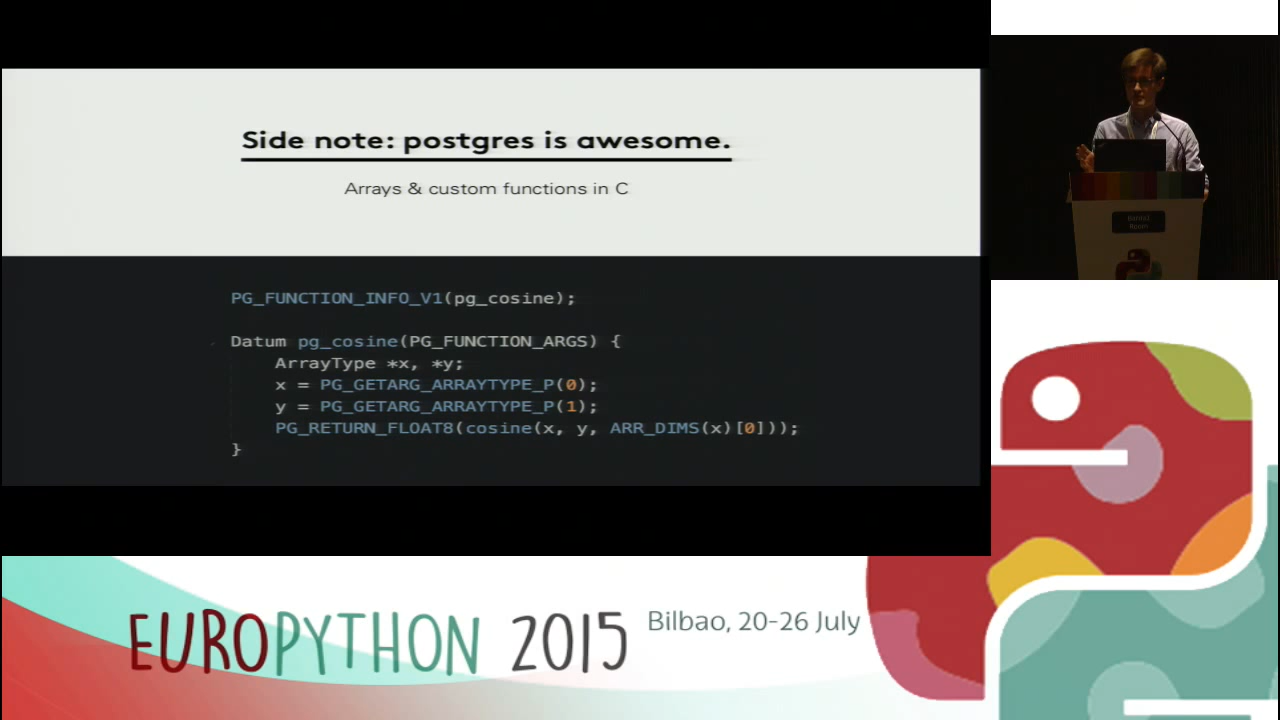 Side note: postgres is awesome.
Arrays & custom functions in C
PG_FUNCTION_INFO_V1(pg_cosine);
Datum pg_cosine(PG_FUNCTION_ARGS) {
ArrayType *x, *y;
x = PG_GETARG_ARRAYTYPE_P(0);
y = PG_GETARG_ARRAYTYPE_P(1);
PG_RETURN_FLOAT8(cosine(x, y, ARR_DIMS(x)[0]));
}
EUROPYTHON 2015
Bilbao, 20-26 July